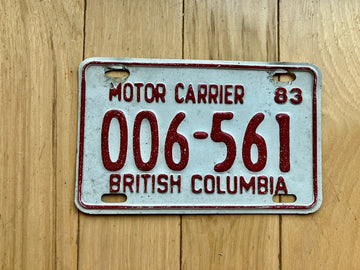 MOTOR CARRIER 83
006-561
BRITISH COLUMBIA